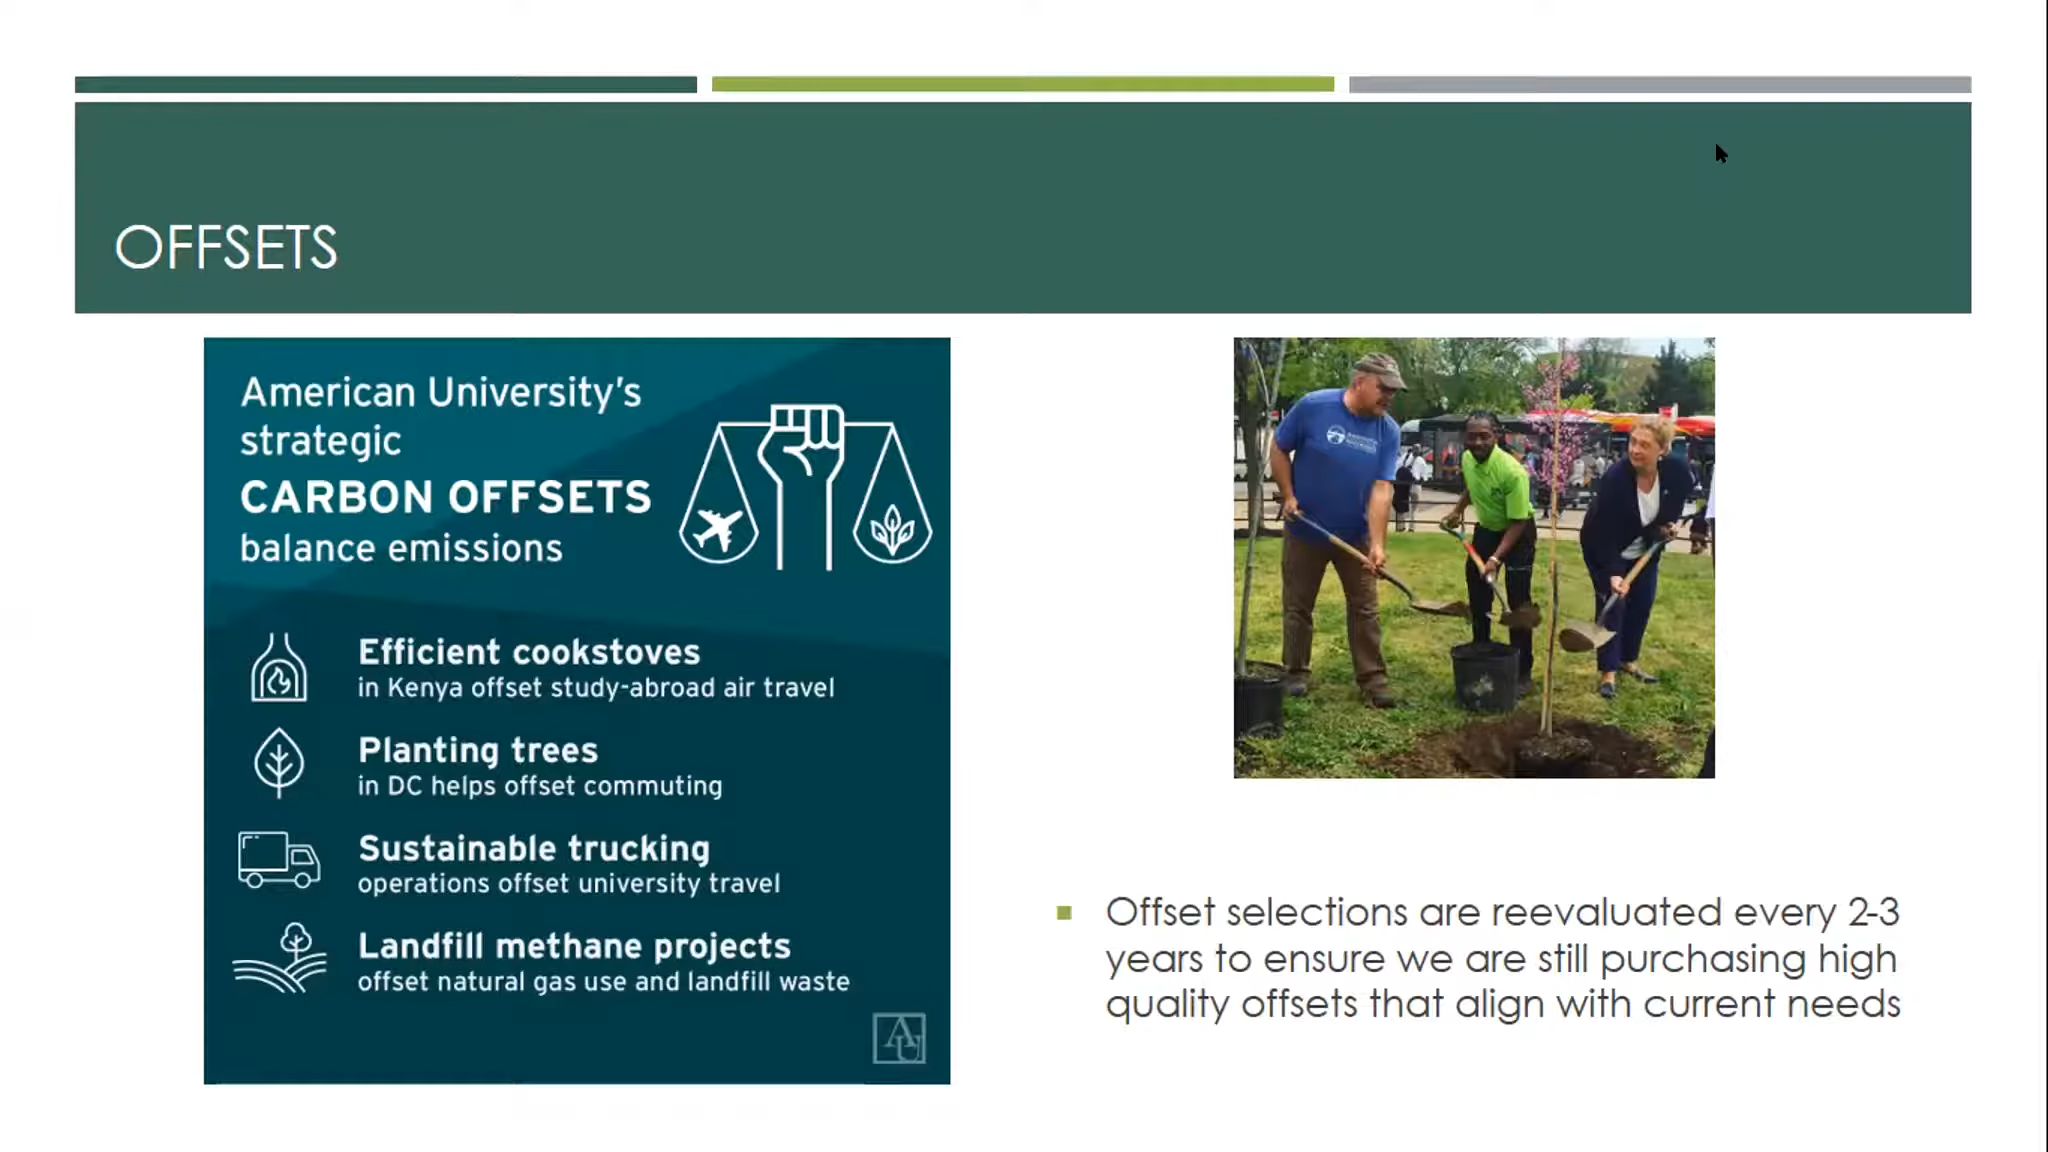 OFFSETS
American University's
strategic
CARBON OFFSETS
balance emissions
Efficient cookstoves
in Kenya offset study-abroad air travel
Planting trees
in DC helps offset commuting
Sustainable trucking
operations offset university travel
Landfill methane projects
offset natural gas use and landfill waste
AU
Offset selections are reevaluated every 2-3
years to ensure we are still purchasing high
quality offsets that align with current needs